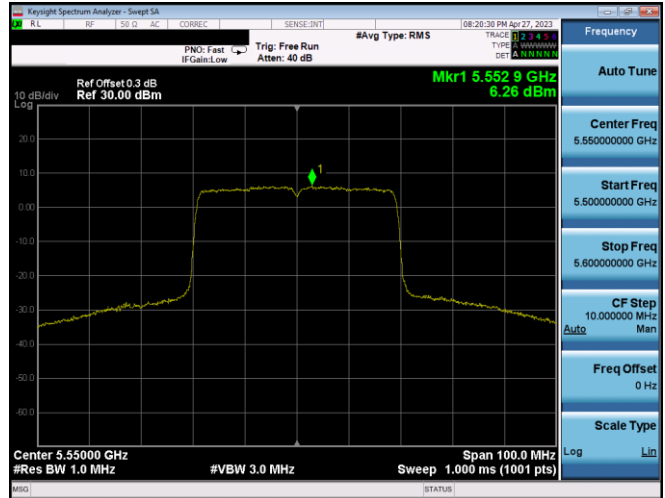 Keysight Spectrum Analyzer - Swept SA
LXI RL RF 50 Ω AC CORREC SENSE:INT 08:20:30 PM Apr 27, 2023
#Avg Type: RMS TRACE 1 2 3 4 5 6
PNO: Fast Trig: Free Run TYPE A WWWWW
IFGain:Low Atten: 40 dB DET A N N N N N
Mkr1 5.552 9 GHz
6.26 dBm
Ref Offset 0.3 dB
10 dB/div Ref 30.00 dBm
Log
20.0
10.0
0.00
-10.0
-20.0
-30.0
-40.0
-50.0
-60.0
1
Center 5.55000 GHz Span 100.0 MHz
#Res BW 1.0 MHz #VBW 3.0 MHz Sweep 1.000 ms (1001 pts)
MSG STATUS
Frequency
Auto Tune
Center Freq
5.550000000 GHz
Start Freq
5.500000000 GHz
Stop Freq
5.600000000 GHz
CF Step
10.000000 MHz
Auto Man
Freq Offset
0 Hz
Scale Type
Log Lin